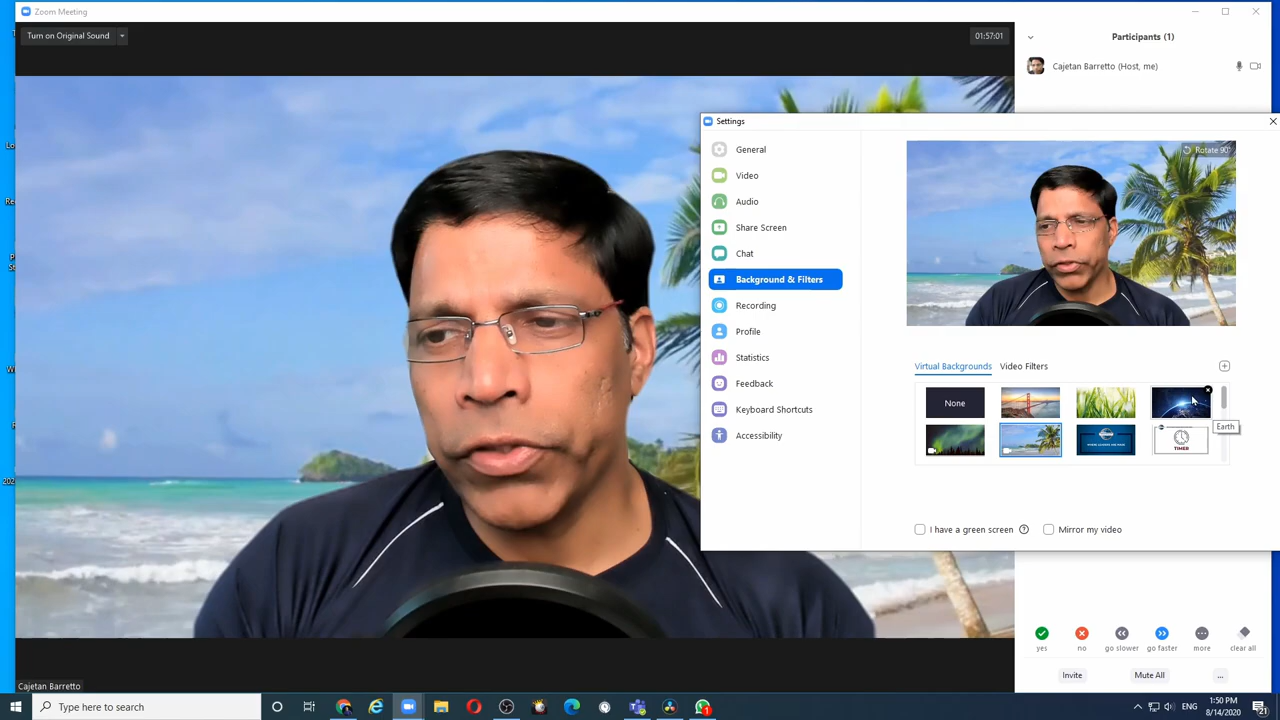 Zoom Meeting
Turn on Original Sound
01:57:01
Participants (1)
Cajetan Barretto (Host, me)
Settings
General
Video
Audio
Share Screen
Chat
Background & Filters
Recording
Profile
Statistics
Feedback
Keyboard Shortcuts
Accessibility
Rotate 90°
Virtual Backgrounds
Video Filters
None
Earth
TIMER
I have a green screen
Mirror my video
yes
no
go slower
go faster
more
clear all
Invite
Mute All
...
Cajetan Barretto
Type here to search
1
ENG
1:50 PM
8/14/2020
21